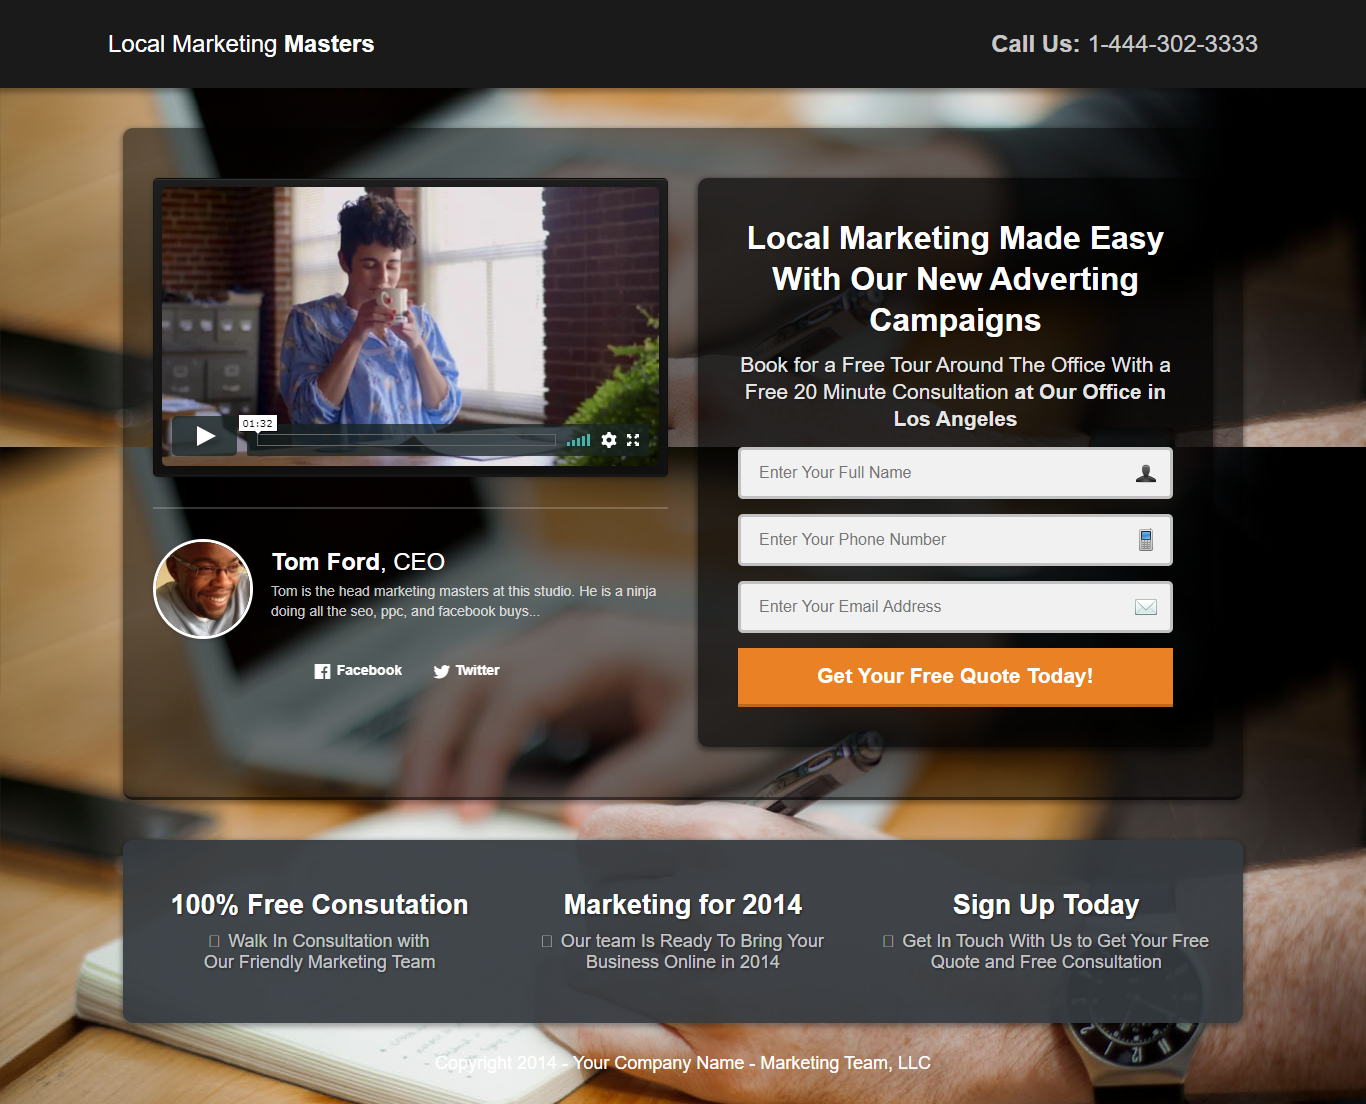 Local Marketing Masters
Call Us: 1-444-302-3333
01:32
Local Marketing Made Easy
With Our New Adverting
Campaigns
Book for a Free Tour Around The Office With a
Free 20 Minute Consultation at Our Office in
Los Angeles
Enter Your Full Name
Enter Your Phone Number
Enter Your Email Address
Get Your Free Quote Today!
Tom Ford, CEO
Tom is the head marketing masters at this studio. He is a ninja
doing all the seo, ppc, and facebook buys...
Facebook
Twitter
100% Free Consutation
Walk In Consultation with
Our Friendly Marketing Team
Marketing for 2014
Our team Is Ready To Bring Your
Business Online in 2014
Sign Up Today
Get In Touch With Us to Get Your Free
Quote and Free Consultation
Copyright 2014 - Your Company Name - Marketing Team, LLC